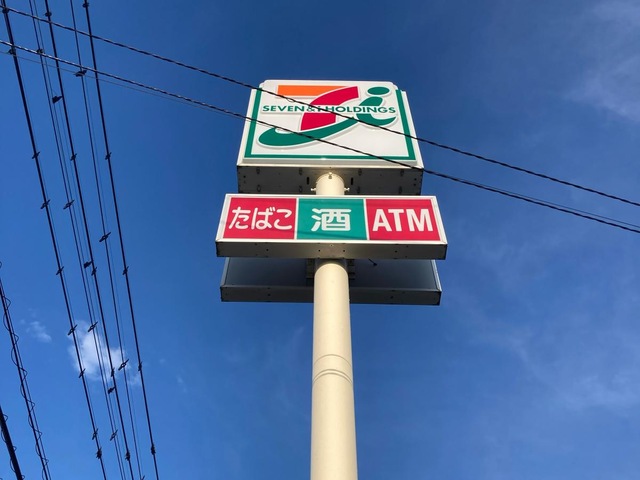 SEVEN&I HOLDINGS
たばこ 酒 ATM